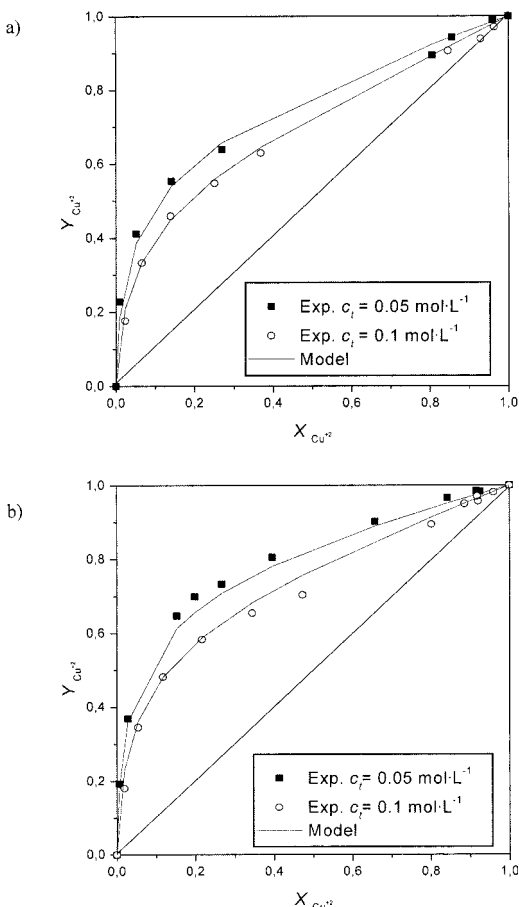 a)
1,0
0,8
0,6
0,4
0,2
0,0
Y Cu+2
Exp. ct = 0.05 mol·L-1
Exp. ct = 0.1 mol·L-1
Model
0,0 0,2 0,4 0,6 0,8 1,0
X Cu+2
b)
1,0
0,8
0,6
0,4
0,2
0,0
Y Cu+2
Exp. ct= 0.05 mol·L-1
Exp. ct= 0.1 mol·L-1
Model
0,0 0,2 0,4 0,6 0,8 1,0
X Cu+2